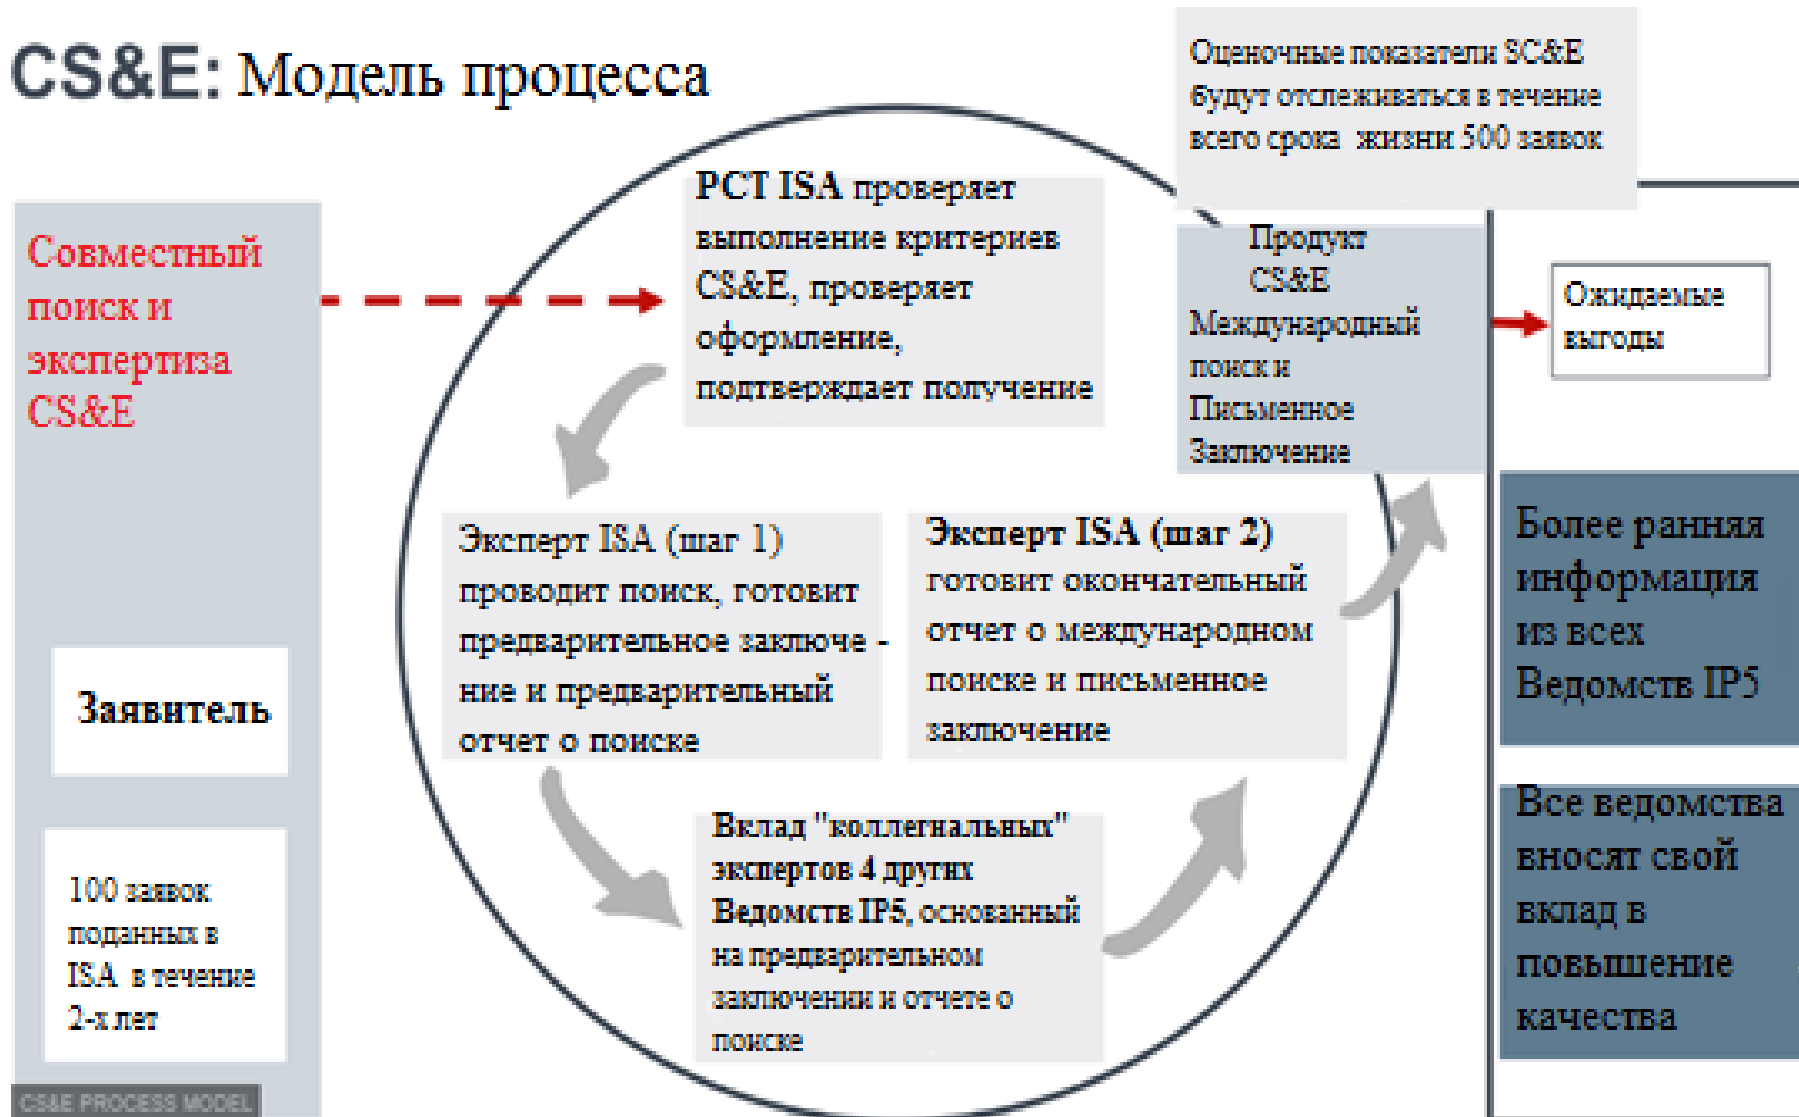 CS&E: Модель процесса
Оценочные показатели SC&E
будут отслеживаться в течение
всего срока жизни 500 заявок
Совместный
поиск и
экспертиза
CS&E
Заявитель
100 заявок
поданных в
ISA в течение
2-х лет
CS&E PROCESS MODEL
PCT ISA проверяет
выполнение критериев
CS&E, проверяет
оформление,
подтверждает получение
Эксперт ISA (шаг 1)
проводит поиск, готовит
предварительное заключе -
ние и предварительный
отчет о поиске
Вклад "коллегиальных"
экспертов 4 других
Ведомств IP5, основанный
на предварительном
заключении и отчете о
поиске
Эксперт ISA (шаг 2)
готовит окончательный
отчет о международном
поиске и письменное
заключение
Продукт
CS&E
Международный
поиск и
Письменное
Заключение
Ожидаемые
выгоды
Более ранняя
информация
из всех
Ведомств IP5
Все ведомства
вносят свой
вклад в
повышение
качества